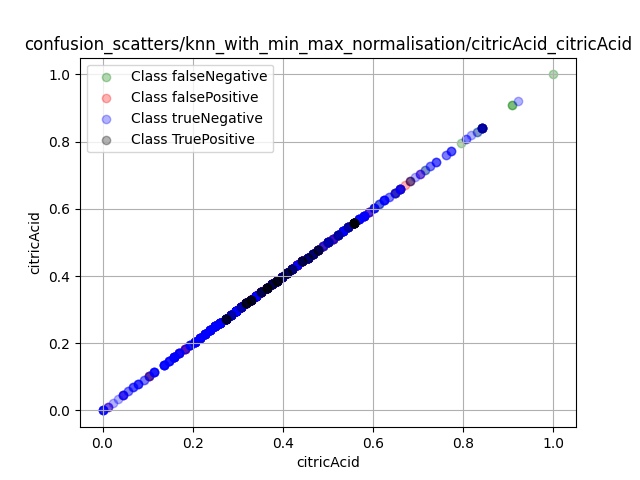 confusion_scatters/knn_with_min_max_normalisation/citricAcid_citricAcid
Class falseNegative
Class falsePositive
Class trueNegative
Class TruePositive
1.0
0.8
0.6
0.4
0.2
0.0
citricAcid
0.0 0.2 0.4 0.6 0.8 1.0
citricAcid